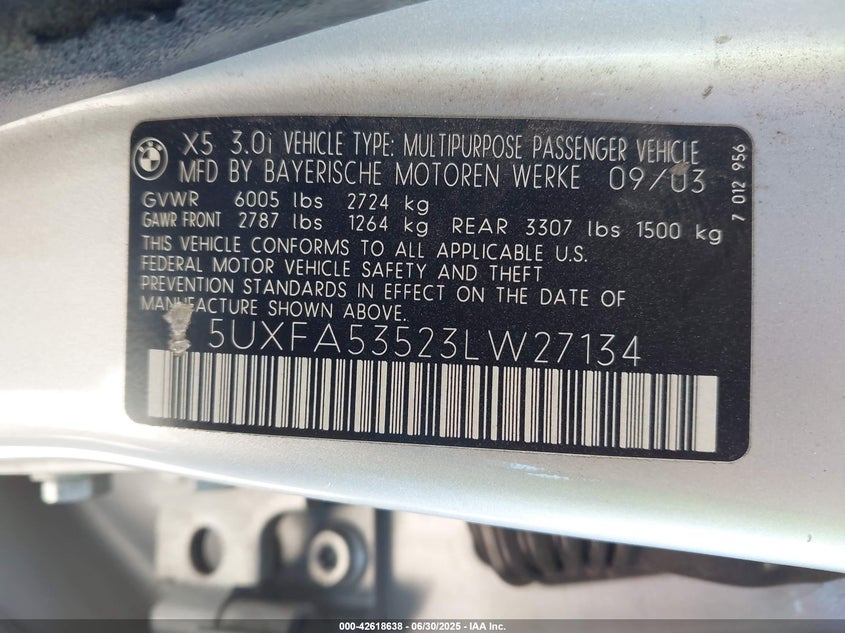 X5 3.0i VEHICLE TYPE: MULTIPURPOSE PASSENGER VEHICLE
MFD BY BAYERISCHE MOTOREN WERKE 09/03
GVWR 6005 lbs 2724 kg
GAWR FRONT 2787 lbs 1264 kg REAR 3307 lbs 1500 kg
THIS VEHICLE CONFORMS TO ALL APPLICABLE U.S.
FEDERAL MOTOR VEHICLE SAFETY AND THEFT
PREVENTION STANDARDS IN EFFECT ON THE DATE OF
MANUFACTURE SHOWN ABOVE.
5UXFA53523LW27134
7 012 956
000-42618638 - 06/30/2025 - IAA Inc.